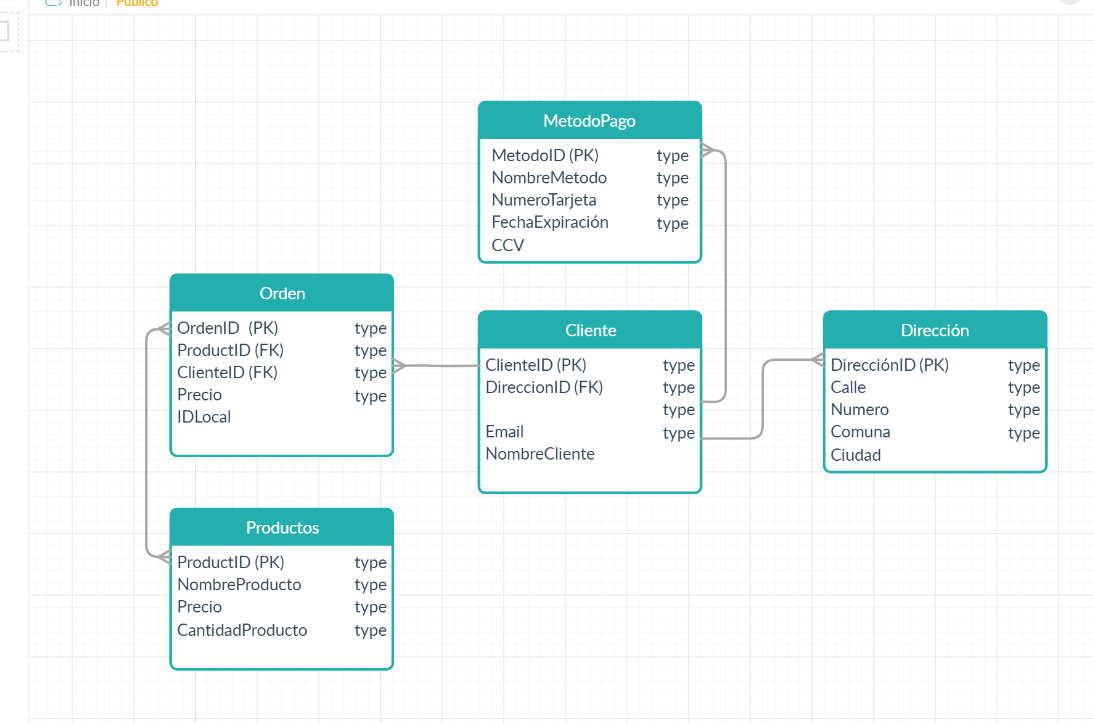 Inicio | Público
MetodoPago
MetodoID (PK) type
NombreMetodo type
NumeroTarjeta type
FechaExpiración type
CCV
Orden
OrdenID (PK) type
ProductID (FK) type
ClienteID (FK) type
Precio type
IDLocal
Cliente
ClienteID (PK) type
DireccionID (FK) type
type
Email type
NombreCliente
Dirección
DirecciónID (PK) type
Calle type
Numero type
Comuna type
Ciudad
Productos
ProductID (PK) type
NombreProducto type
Precio type
CantidadProducto type